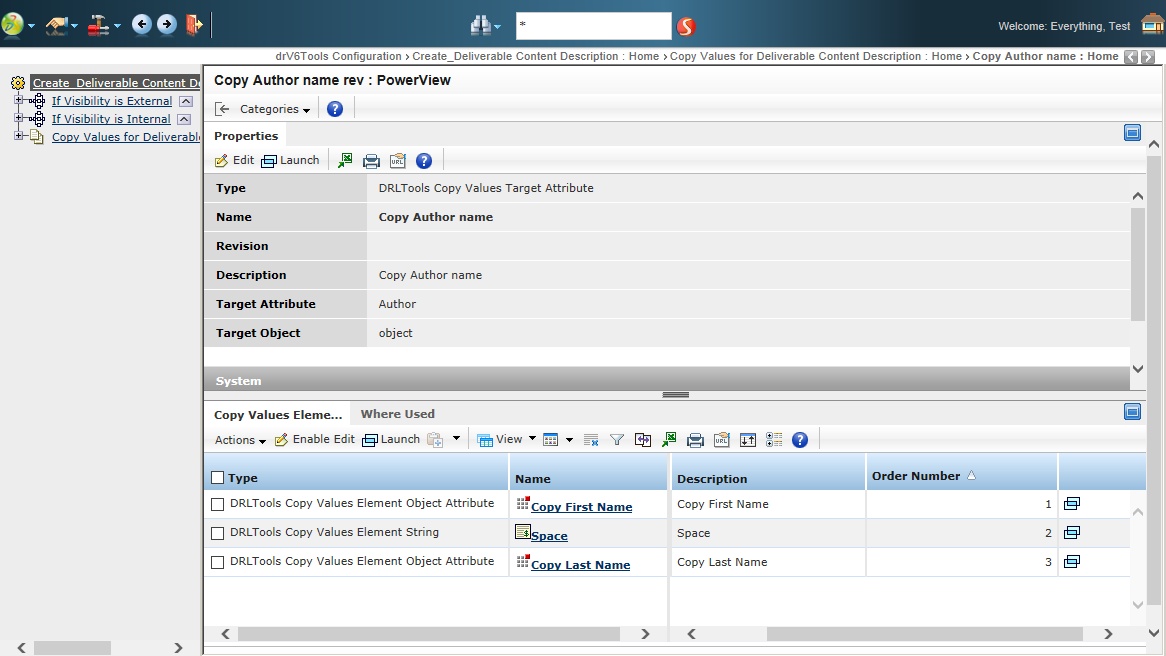 *
Welcome: Everything, Test
drV6Tools Configuration › Create_Deliverable Content Description : Home › Copy Values for Deliverable Content Description : Home › Copy Author name : Home
Create_Deliverable Content De
If Visibility is External
If Visibility is Internal
Copy Values for Deliverable
Copy Author name rev : PowerView
Categories
Properties
Edit Launch
URL
Type DRLTools Copy Values Target Attribute
Name Copy Author name
Revision
Description Copy Author name
Target Attribute Author
Target Object object
System
Copy Values Eleme... Where Used
Actions Enable Edit Launch View
URL
Type Name Description Order Number
DRLTools Copy Values Element Object Attribute Copy First Name Copy First Name 1
DRLTools Copy Values Element String Space Space 2
DRLTools Copy Values Element Object Attribute Copy Last Name Copy Last Name 3